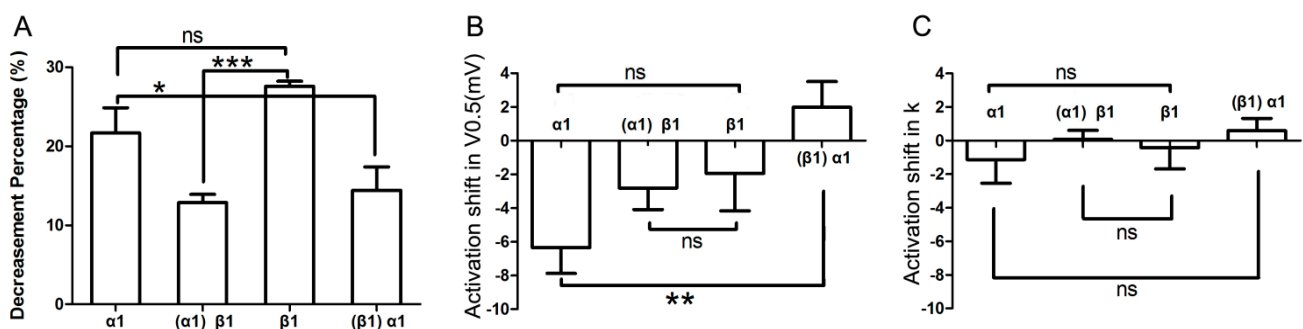 A
Decreasement Percentage (%)
30
20
10
0
ns
***
*
α1
(α1) β1
β1
(β1) α1
B
Activation shift in V0.5(mV)
4
2
0
-2
-4
-6
-8
-10
ns
α1
(α1) β1
β1
(β1) α1
ns
**
C
Activation shift in k
4
2
0
-2
-4
-6
-8
-10
ns
α1
(α1) β1
β1
(β1) α1
ns
ns